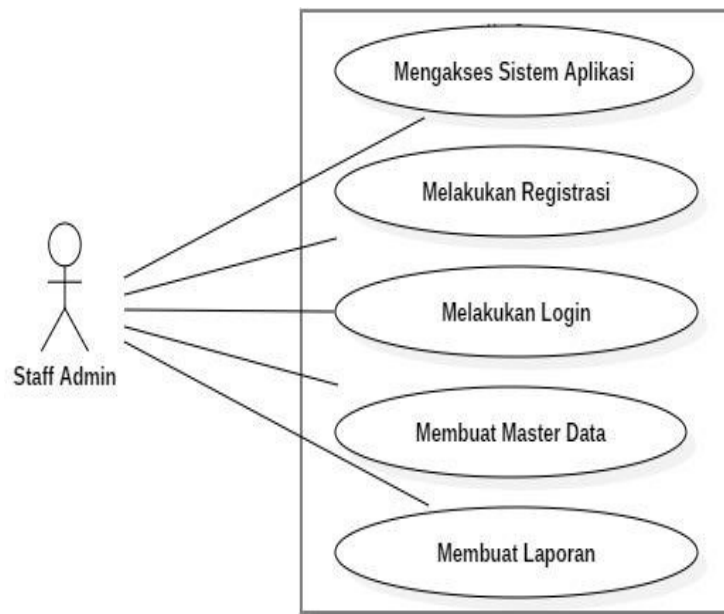 Mengakses Sistem Aplikasi
Melakukan Registrasi
Melakukan Login
Staff Admin
Membuat Master Data
Membuat Laporan